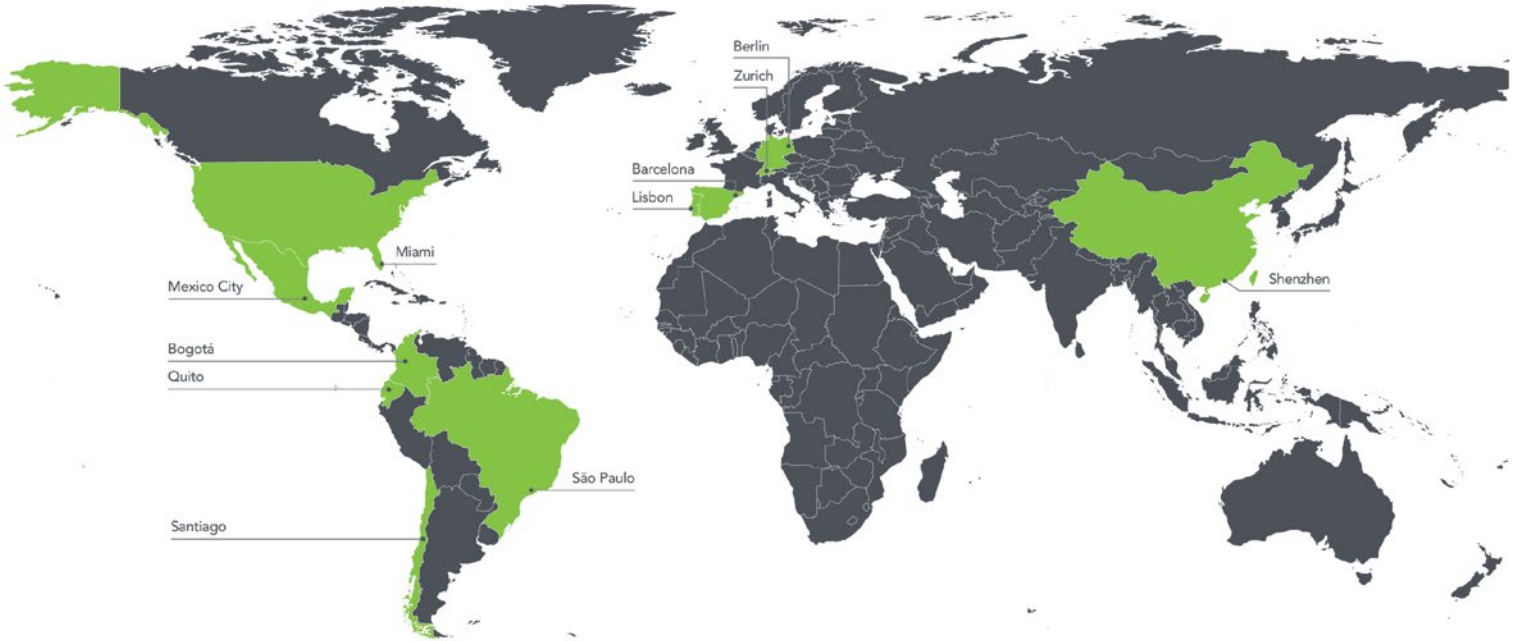 Berlin
Zurich
Barcelona
Lisbon
Miami
Mexico City
Shenzhen
Bogotá
Quito
São Paulo
Santiago